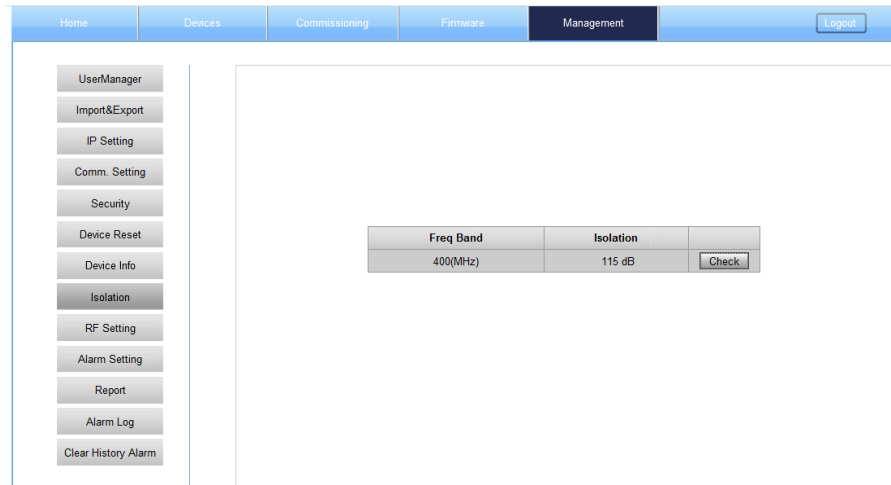 Home Devices Commissioning Firmware Management Logout
UserManager
Import&Export
IP Setting
Comm. Setting
Security
Device Reset
Device Info
Isolation
RF Setting
Alarm Setting
Report
Alarm Log
Clear History Alarm
Freq Band Isolation
400(MHz) 115 dB Check